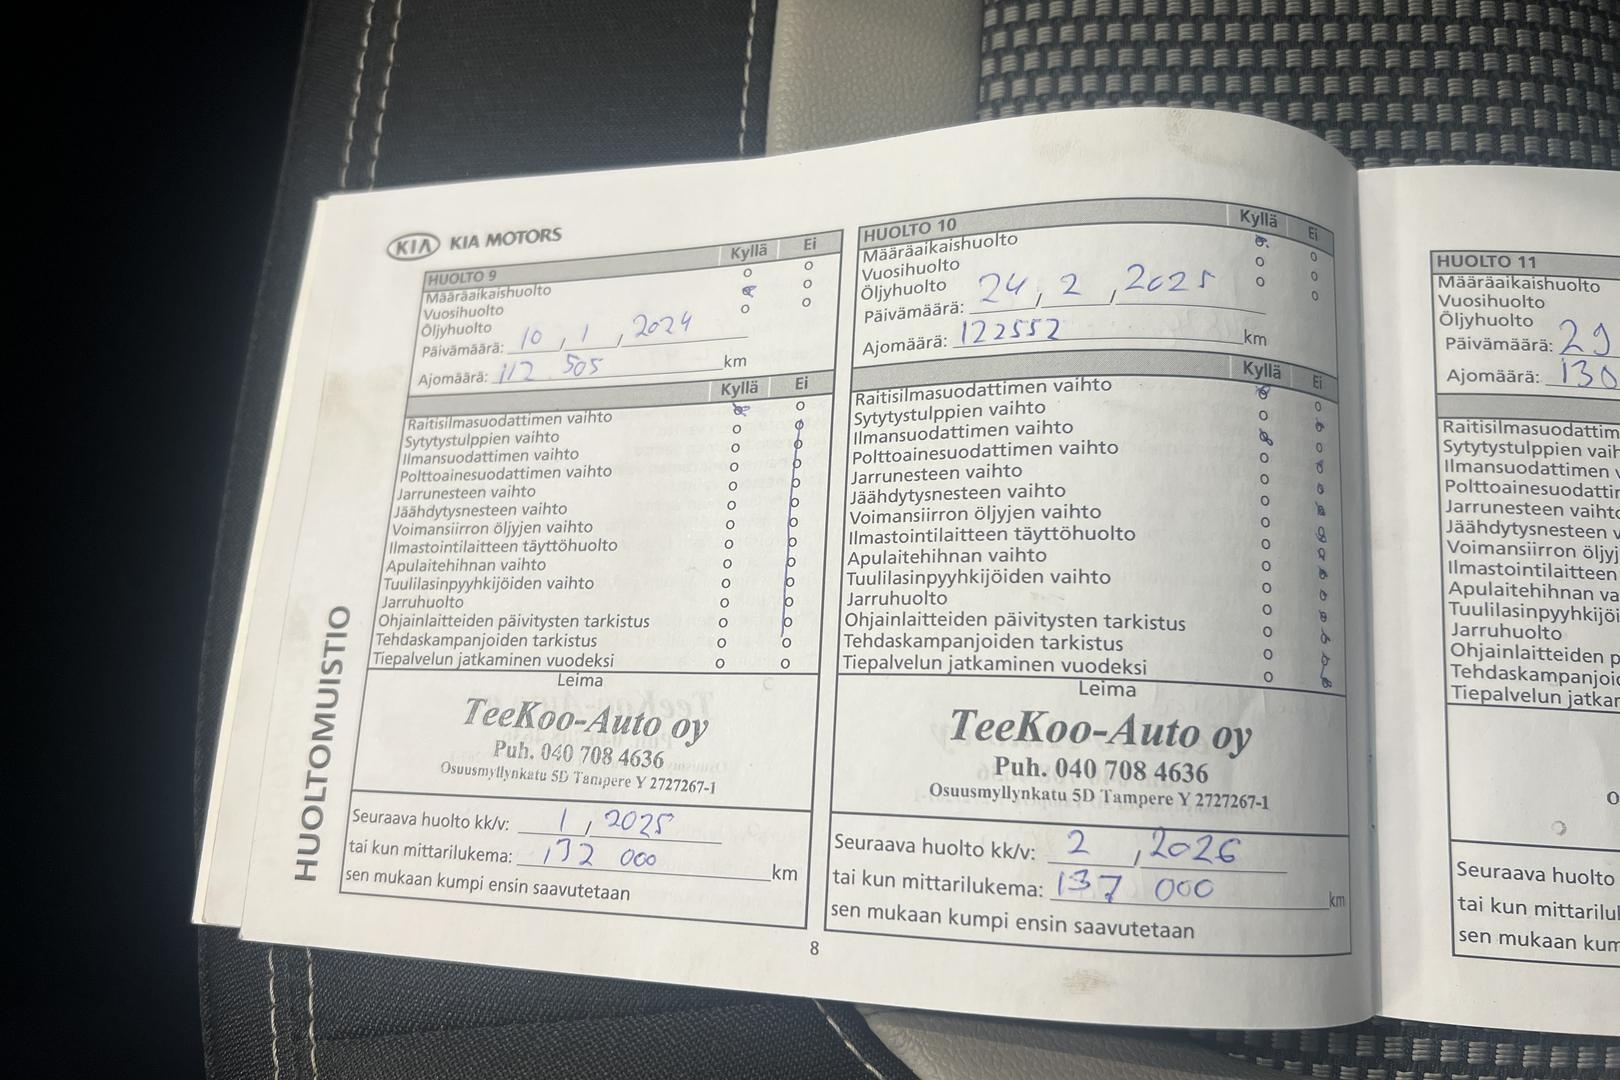 KIA KIA MOTORS
HUOLTOMUISTIO
HUOLTO 9 Kyllä Ei
Määräaikaishuolto
Vuosihuolto
Öljyhuolto
Päivämäärä: 10, 1, 2024
Ajomäärä: 112 505 km
Kyllä Ei
Raitisilmasuodattimen vaihto
Sytytystulppien vaihto
Ilmansuodattimen vaihto
Polttoainesuodattimen vaihto
Jarrunesteen vaihto
Jäähdytysnesteen vaihto
Voimansiirron öljyjen vaihto
Ilmastointilaitteen täyttöhuolto
Apulaitehihnan vaihto
Tuulilasinpyyhkijöiden vaihto
Jarruhuolto
Ohjainlaitteiden päivitysten tarkistus
Tehdaskampanjoiden tarkistus
Tiepalvelun jatkaminen vuodeksi
Leima
TeeKoo-Auto oy
Puh. 040 708 4636
Osuusmyllynkatu 5D Tampere Y 2727267-1
Seuraava huolto kk/v: 1, 2025
tai kun mittarilukema: 132 000 km
sen mukaan kumpi ensin saavutetaan
HUOLTO 10 Kyllä Ei
Määräaikaishuolto
Vuosihuolto
Öljyhuolto
Päivämäärä: 24, 2, 2025
Ajomäärä: 122552 km
Kyllä Ei
Raitisilmasuodattimen vaihto
Sytytystulppien vaihto
Ilmansuodattimen vaihto
Polttoainesuodattimen vaihto
Jarrunesteen vaihto
Jäähdytysnesteen vaihto
Voimansiirron öljyjen vaihto
Ilmastointilaitteen täyttöhuolto
Apulaitehihnan vaihto
Tuulilasinpyyhkijöiden vaihto
Jarruhuolto
Ohjainlaitteiden päivitysten tarkistus
Tehdaskampanjoiden tarkistus
Tiepalvelun jatkaminen vuodeksi
Leima
TeeKoo-Auto oy
Puh. 040 708 4636
Osuusmyllynkatu 5D Tampere Y 2727267-1
Seuraava huolto kk/v: 2, 2026
tai kun mittarilukema: 137 000 km
sen mukaan kumpi ensin saavutetaan
8
HUOLTO 11
Määräaikaishuolto
Vuosihuolto
Öljyhuolto
Päivämäärä: 29
Ajomäärä: 130
Raitisilmasuodattim
Sytytystulppien vaih
Ilmansuodattimen v
Polttoainesuodattir
Jarrunesteen vaihto
Jäähdytysnesteen v
Voimansiirron öljyj
Ilmastointilaitteen
Apulaitehihnan va
Tuulilasinpyyhkijöi
Jarruhuolto
Ohjainlaitteiden p
Tehdaskampanjoi
Tiepalvelun jatkar
Seuraava huolto
tai kun mittarilul
sen mukaan kum